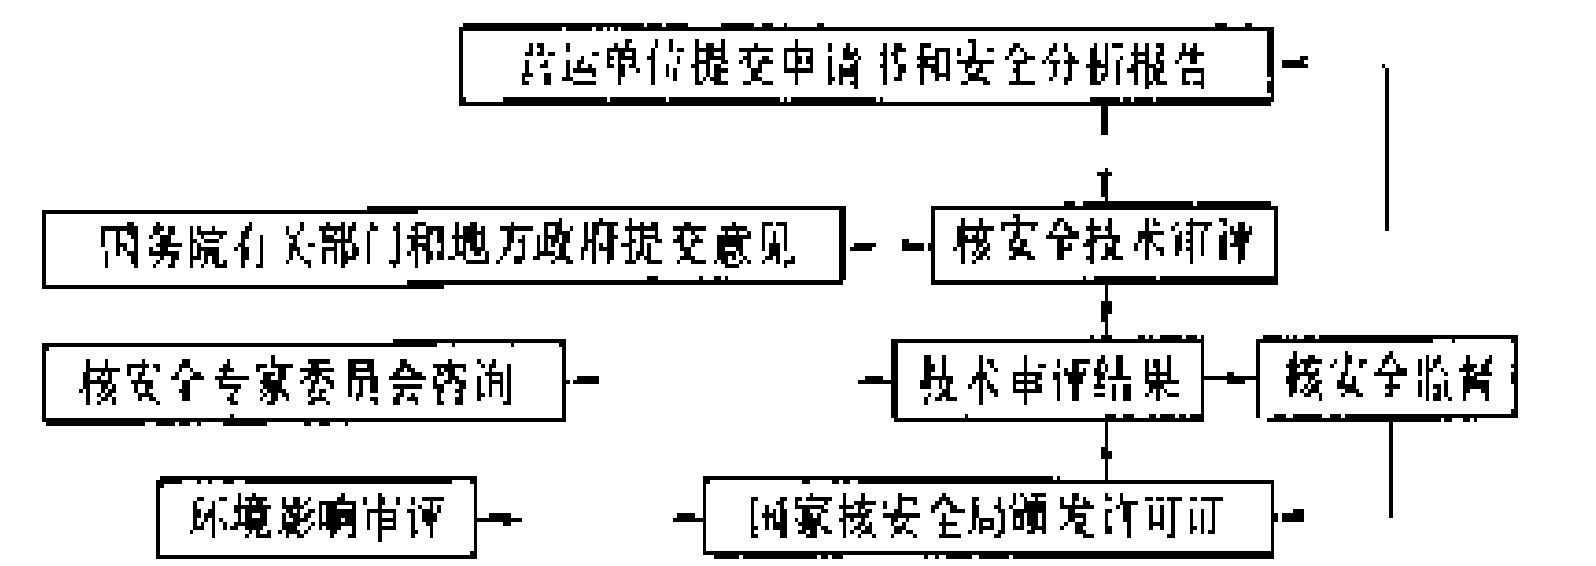 营运单位提交申请书和安全分析报告
国务院有关部门和地方政府提交意见
核安全技术审评
核安全专家委员会咨询
技术审评结果
核安全监督
环境影响审评
国家核安全局颁发许可证